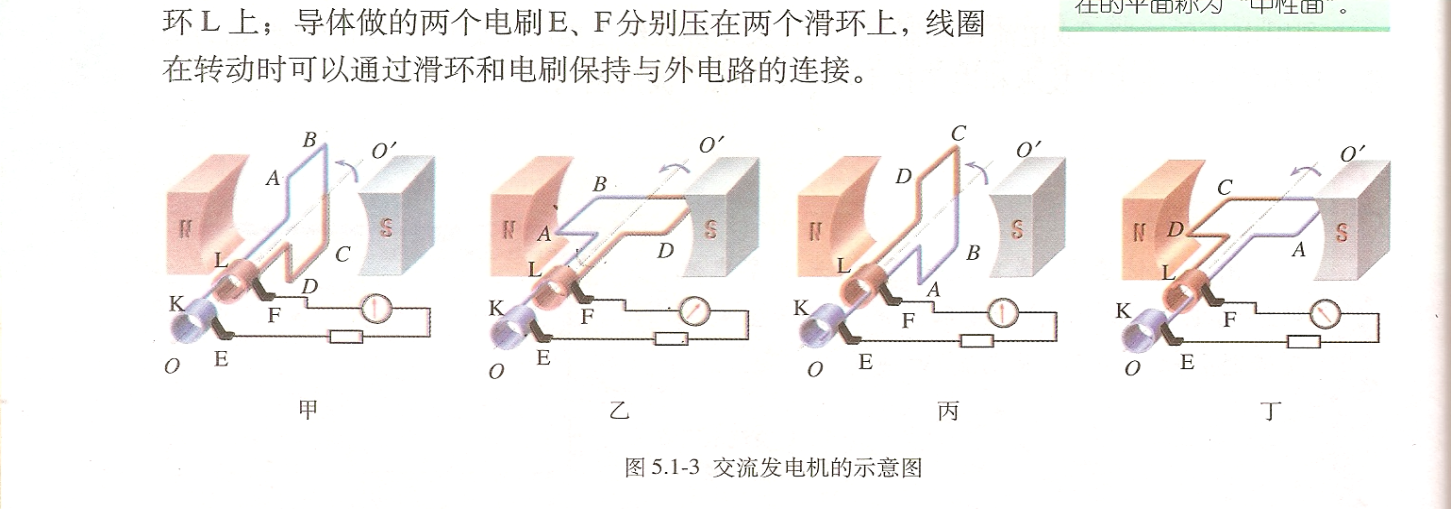 在的平面称为“中性面”。
环 L 上；导体做的两个电刷E、F分别压在两个滑环上，线圈
在转动时可以通过滑环和电刷保持与外电路的连接。
B O′ A N S C L D K F E O
甲
B O′ N A S D L K F E O
乙
C O′ D N S B L A K F E O
丙
C O′ N D S A L K F E O
丁
图 5.1-3 交流发电机的示意图